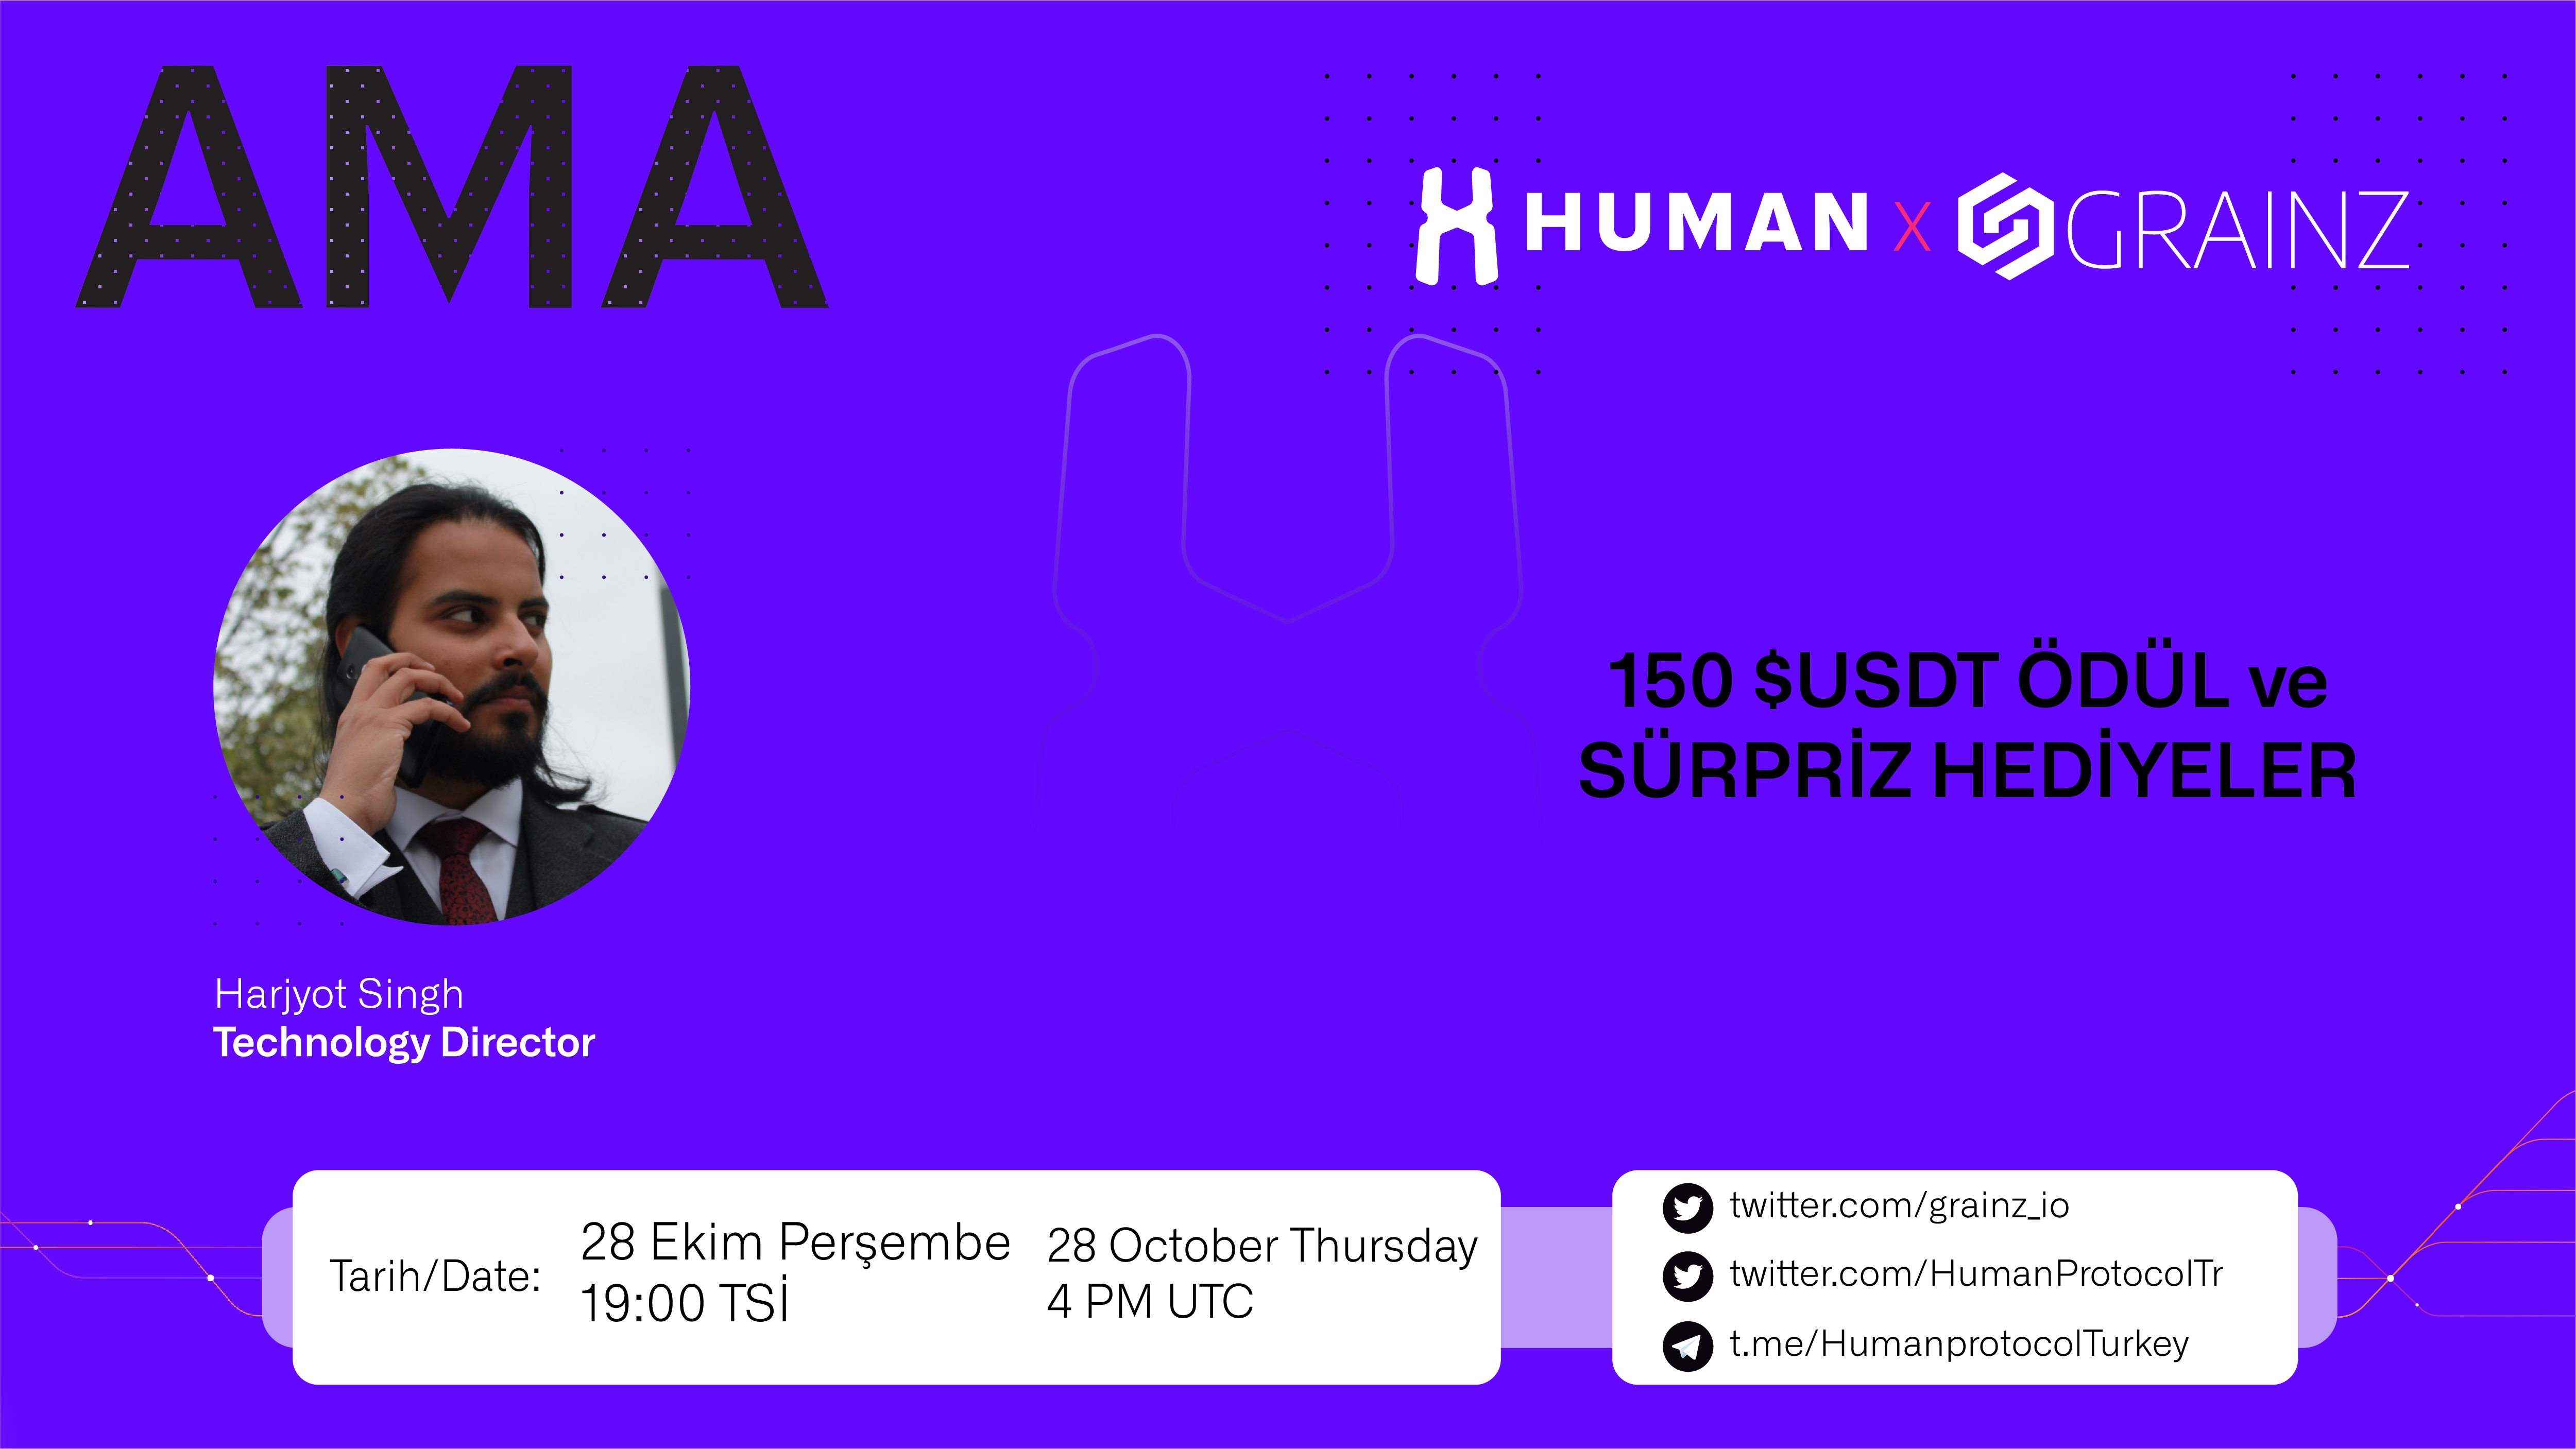 AMA
HUMAN X GRAINZ
150 $USDT ÖDÜL ve
SÜRPRİZ HEDİYELER
Harjyot Singh
Technology Director
Tarih/Date:
28 Ekim Perşembe
19:00 TSİ
28 October Thursday
4 PM UTC
twitter.com/grainz_io
twitter.com/HumanProtocolTr
t.me/HumanprotocolTurkey